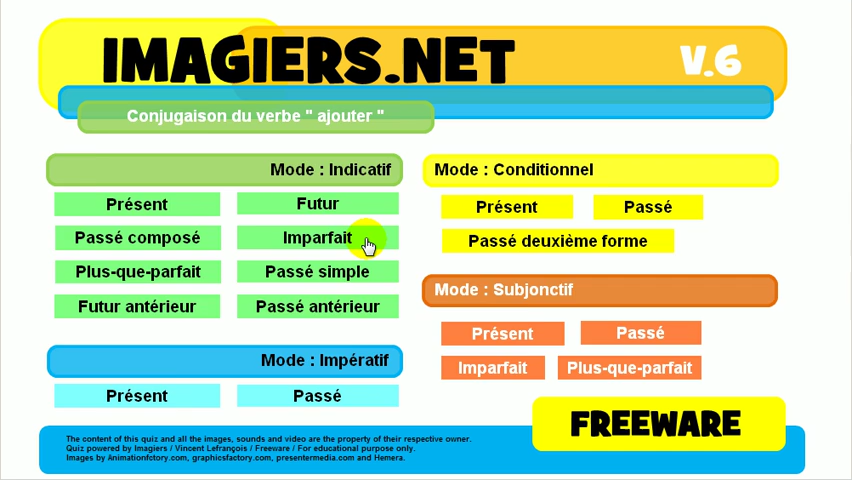 IMAGIERS.NET
V.6
Conjugaison du verbe " ajouter "
Mode : Indicatif
Présent
Futur
Passé composé
Imparfait
Plus-que-parfait
Passé simple
Futur antérieur
Passé antérieur
Mode : Impératif
Présent
Passé
Mode : Conditionnel
Présent
Passé
Passé deuxième forme
Mode : Subjonctif
Présent
Passé
Imparfait
Plus-que-parfait
FREEWARE
The content of this quiz and all the images, sounds and video are the property of their respective owner.
Quiz powered by Imagiers / Vincent Lefrançois / Freeware / For educational purpose only.
Images by Animationfctory.com, graphicsfactory.com, presentermedia.com and Hemera.